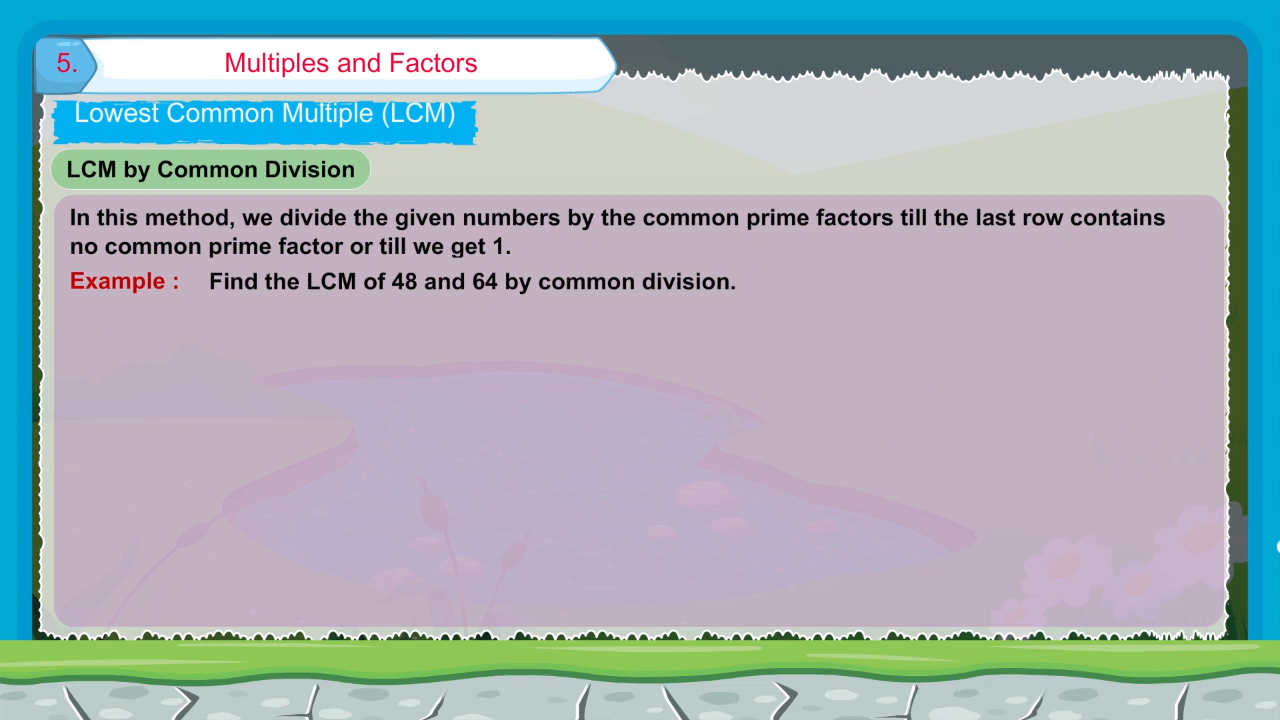 5.
Multiples and Factors
Lowest Common Multiple (LCM)
LCM by Common Division
In this method, we divide the given numbers by the common prime factors till the last row contains
no common prime factor or till we get 1.
Example : Find the LCM of 48 and 64 by common division.